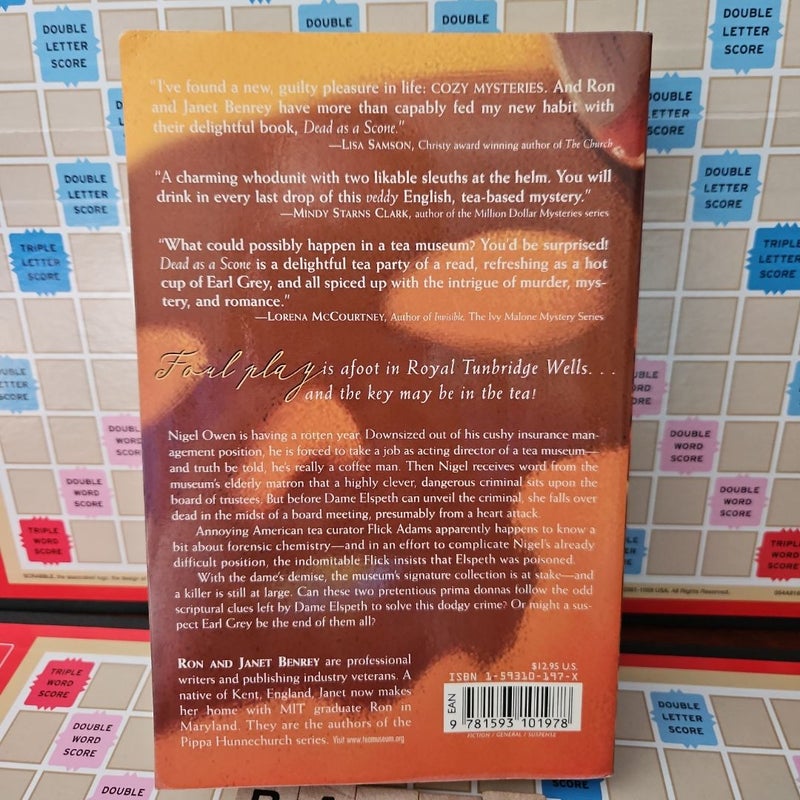 DOUBLE LETTER SCORE
DOUBLE
DOUBLE
DOUBLE LETTER SCORE
"I've found a new, guilty pleasure in life: COZY MYSTERIES. And Ron
and Janet Benrey have more than capably fed my new habit with
their delightful book, Dead as a Scone."
—LISA SAMSON, Christy award winning author of The Church
"A charming whodunit with two likable sleuths at the helm. You will
drink in every last drop of this veddy English, tea-based mystery."
—MINDY STARNS CLARK, author of the Million Dollar Mysteries series
"What could possibly happen in a tea museum? You'd be surprised!
Dead as a Scone is a delightful tea party of a read, refreshing as a hot
cup of Earl Grey, and all spiced up with the intrigue of murder, mys-
tery, and romance."
—LORENA MCCOURTNEY, Author of Invisible, The Ivy Malone Mystery Series
Foul play is afoot in Royal Tunbridge Wells. . .
and the key may be in the tea!
Nigel Owen is having a rotten year. Downsized out of his cushy insurance man-
agement position, he is forced to take a job as acting director of a tea museum—
and truth be told, he's really a coffee man. Then Nigel receives word from the
museum's elderly matron that a highly clever, dangerous criminal sits upon the
board of trustees. But before Dame Elspeth can unveil the criminal, she falls over
dead in the midst of a board meeting, presumably from a heart attack.
Annoying American tea curator Flick Adams apparently happens to know a
bit about forensic chemistry—and in an effort to complicate Nigel's already
difficult position, the indomitable Flick insists that Elspeth was poisoned.
With the dame's demise, the museum's signature collection is at stake—and
a killer is still at large. Can these two pretentious prima donnas follow the odd
scriptural clues left by Dame Elspeth to solve this dodgy crime? Or might a sus-
pect Earl Grey be the end of them all?
RON AND JANET BENREY are professional
writers and publishing industry veterans. A
native of Kent, England, Janet now makes
her home with MIT graduate Ron in
Maryland. They are the authors of the
Pippa Hunnechurch series. Visit www.teamuseum.org
$12.95 U.S.
ISBN 1-59310-197-X
EAN
9 781593 101978
FICTION / GENERAL / SUSPENSE
DOUBLE LETTER SCORE
DOUBLE LETTER SCORE
DOUBLE LETTER SCORE
TRIPLE LETTER SCORE
TRIPLE LETTER SCORE
DOUBLE WORD SCORE
DOUBLE WORD SCORE
DOUBLE WORD SCORE
DOUBLE WORD
TRIPLE WORD SCORE
TRIPLE WORD SCORE
All Rights Reserved.
TRIPLE WORD SCORE
DOUBLE WORD SCORE
DOUBLE LETTER SCORE
DOUBLE